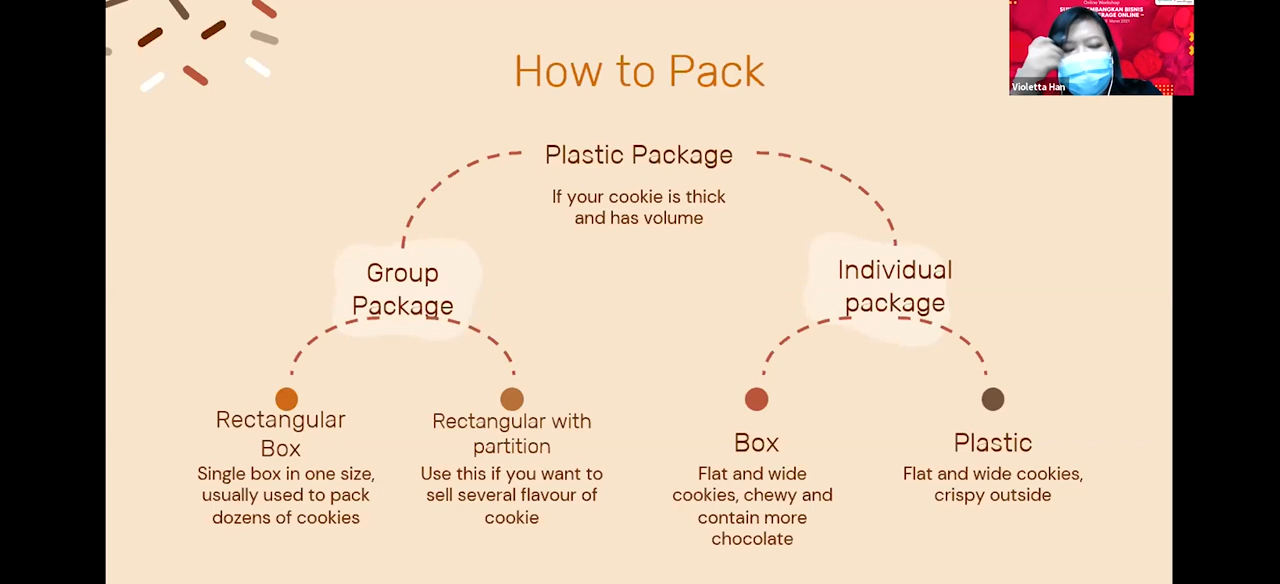 How to Pack
Online Workshop
Violetta Han
Plastic Package
If your cookie is thick
and has volume
Group
Package
Individual
package
Rectangular
Box
Single box in one size,
usually used to pack
dozens of cookies
Rectangular with
partition
Use this if you want to
sell several flavour of
cookie
Box
Flat and wide
cookies, chewy and
contain more
chocolate
Plastic
Flat and wide cookies,
crispy outside